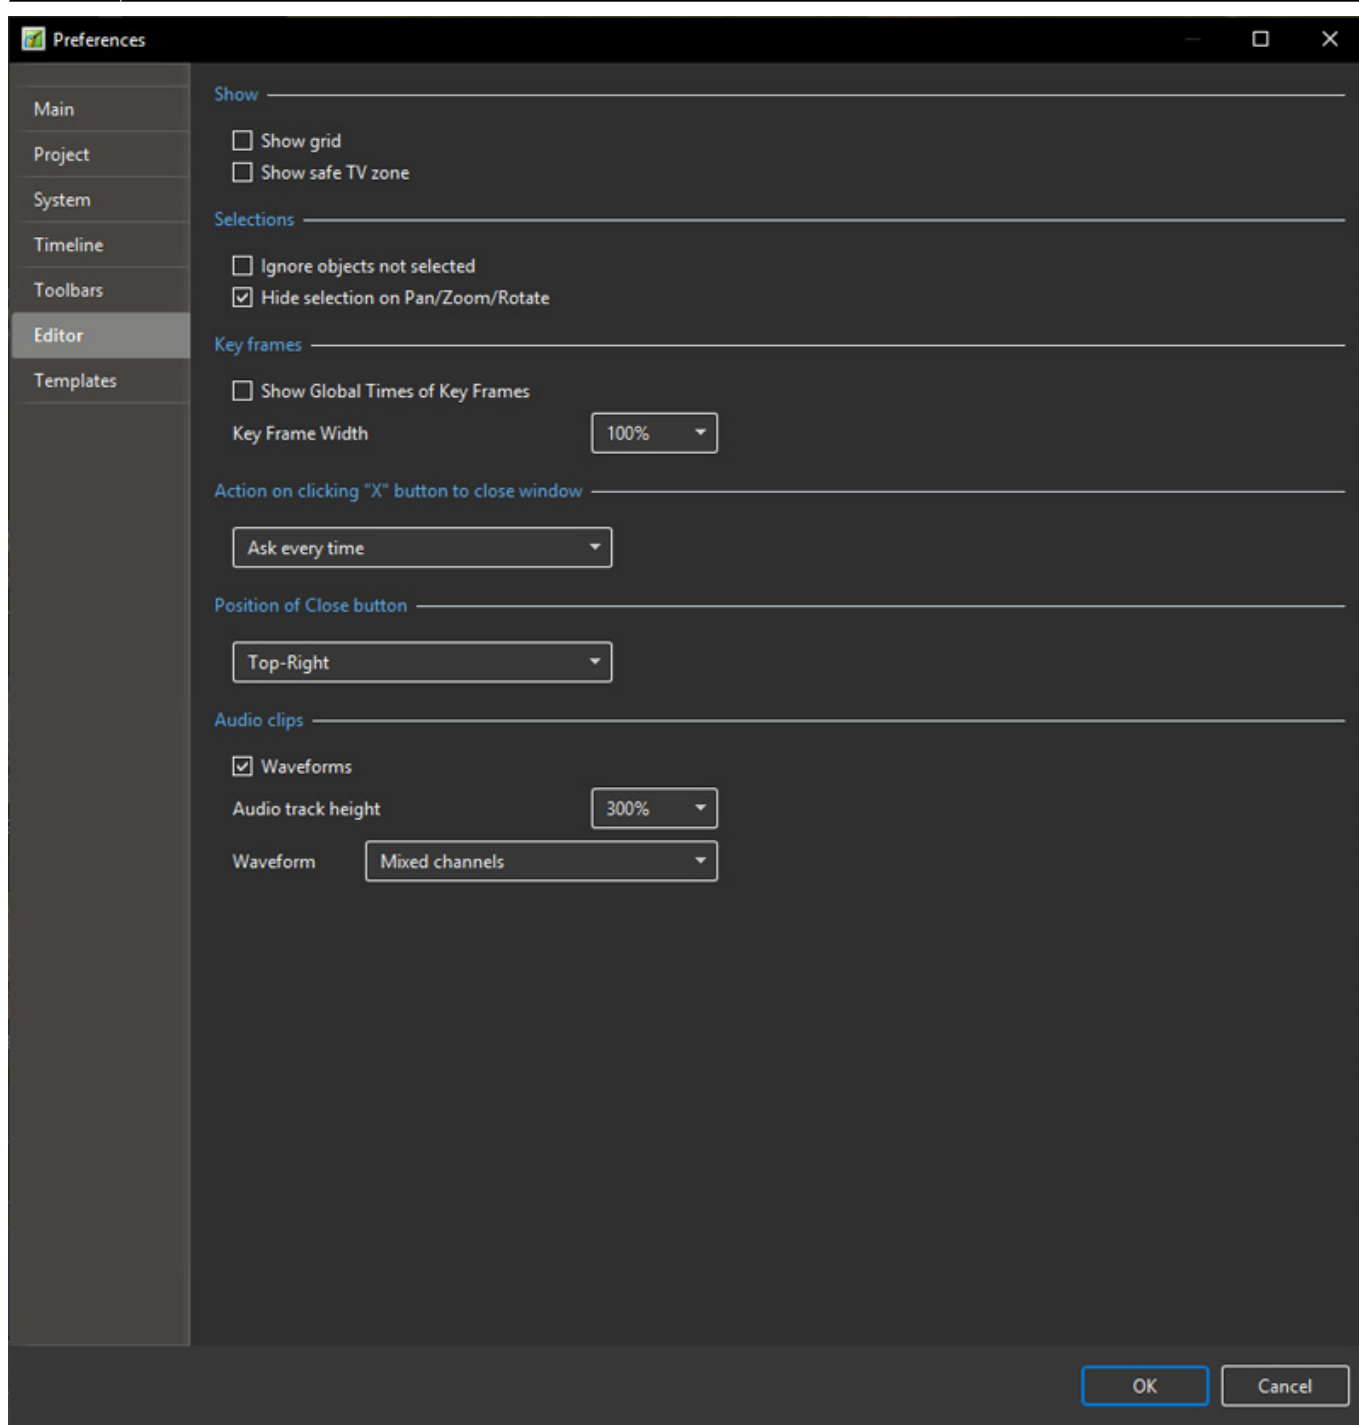 Preferences
Main
Project
System
Timeline
Toolbars
Editor
Templates
Show
Show grid
Show safe TV zone
Selections
Ignore objects not selected
Hide selection on Pan/Zoom/Rotate
Key frames
Show Global Times of Key Frames
Key Frame Width 100%
Action on clicking "X" button to close window
Ask every time
Position of Close button
Top-Right
Audio clips
Waveforms
Audio track height 300%
Waveform Mixed channels
OK Cancel